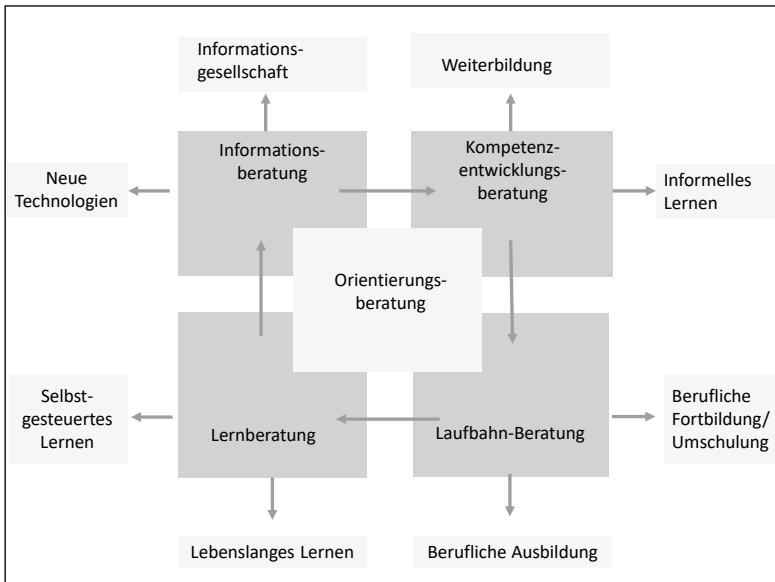 Informations-
gesellschaft
Weiterbildung
Informations-
beratung
Kompetenz-
entwicklungs-
beratung
Neue
Technologien
Informelles
Lernen
Orientierungs-
beratung
Selbst-
gesteuertes
Lernen
Lernberatung
Laufbahn-Beratung
Berufliche
Fortbildung/
Umschulung
Lebenslanges Lernen
Berufliche Ausbildung